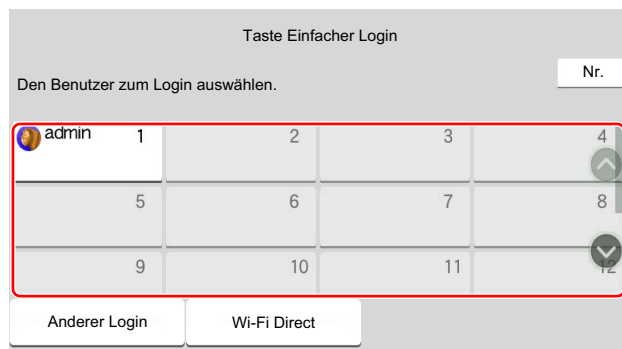 Taste Einfacher Login
Nr.
Den Benutzer zum Login auswählen.
admin 1 2 3 4
5 6 7 8
9 10 11 12
Anderer Login Wi-Fi Direct